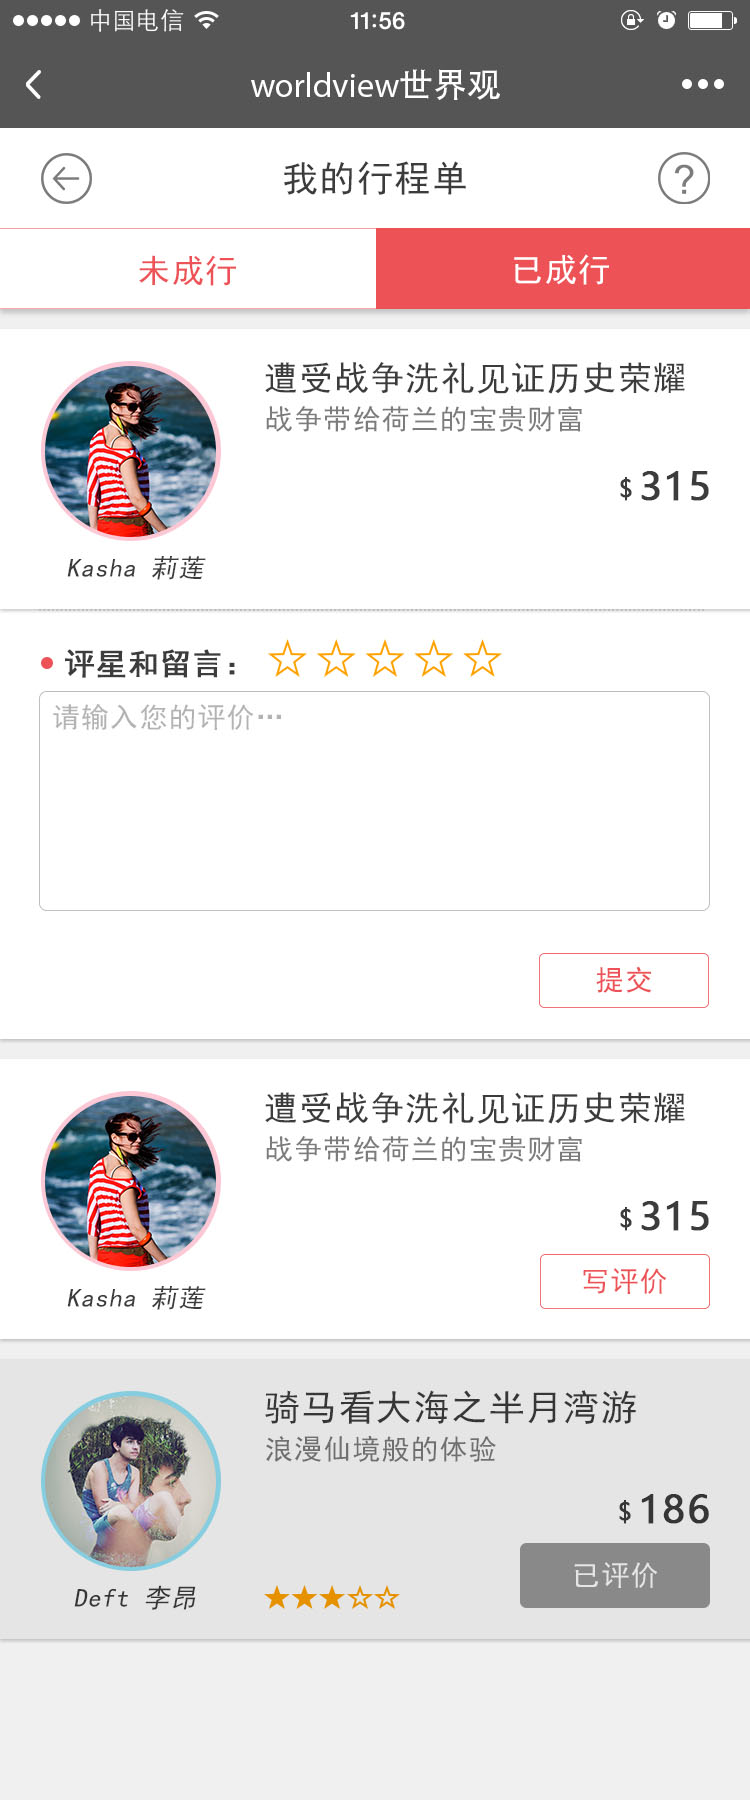 中国电信 11:56
worldview世界观
我的行程单
未成行 已成行
遭受战争洗礼见证历史荣耀
战争带给荷兰的宝贵财富
$315
Kasha 莉莲
评星和留言：
请输入您的评价…
提交
遭受战争洗礼见证历史荣耀
战争带给荷兰的宝贵财富
$315
写评价
Kasha 莉莲
骑马看大海之半月湾游
浪漫仙境般的体验
$186
已评价
Deft 李昂